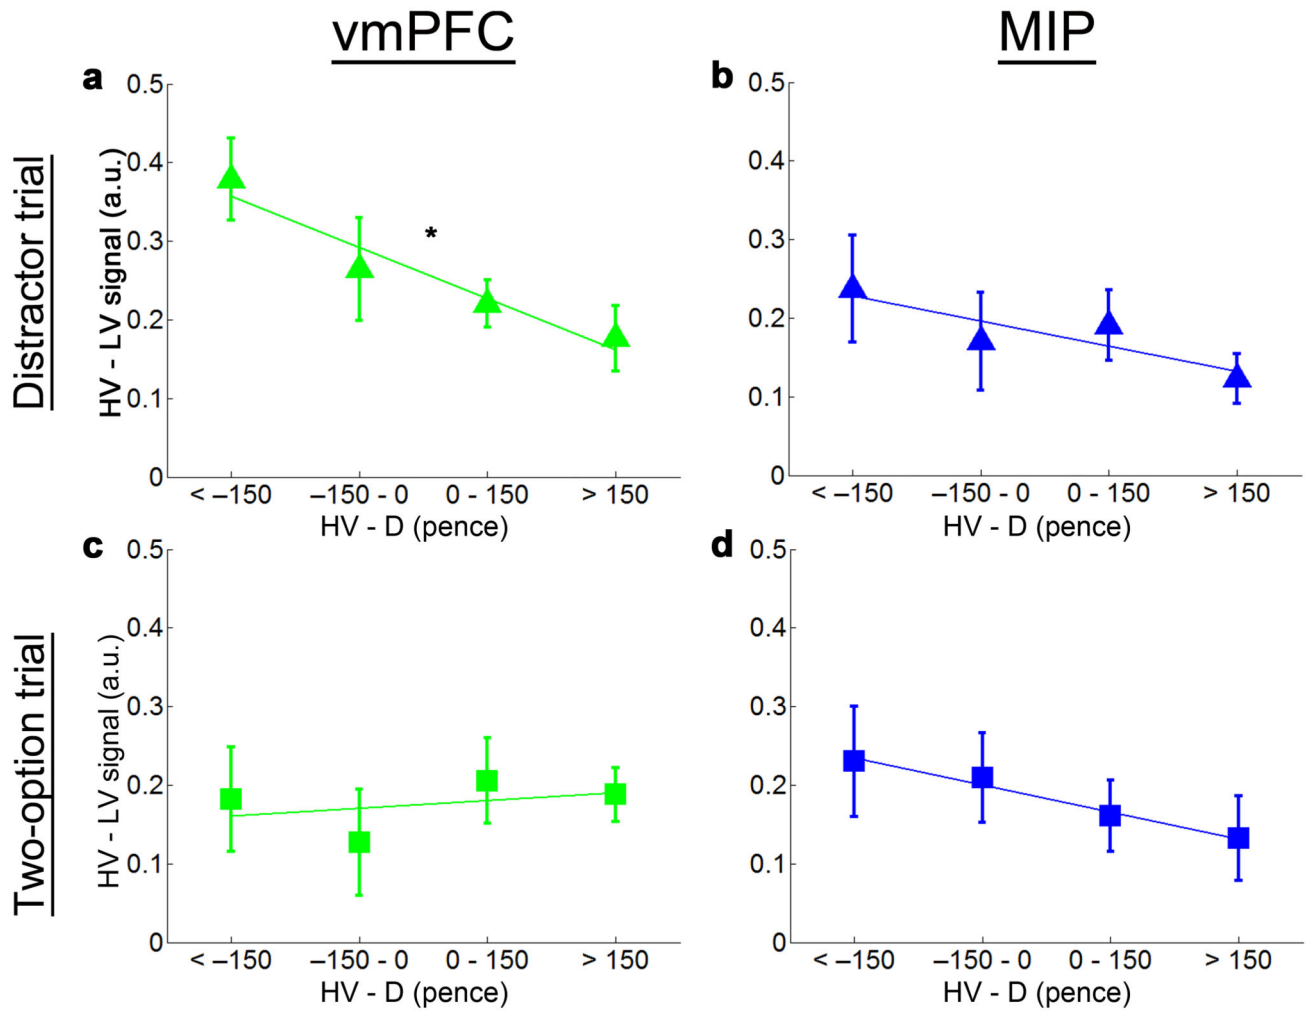 vmPFC
MIP
Distractor trial
a
HV - LV signal (a.u.)
0.5
0.4
0.3
0.2
0.1
0
*
< –150
–150 - 0
0 - 150
> 150
HV - D (pence)
b
0.5
0.4
0.3
0.2
0.1
0
< –150
–150 - 0
0 - 150
> 150
HV - D (pence)
Two-option trial
c
HV - LV signal (a.u.)
0.5
0.4
0.3
0.2
0.1
0
< –150
–150 - 0
0 - 150
> 150
HV - D (pence)
d
0.5
0.4
0.3
0.2
0.1
0
< –150
–150 - 0
0 - 150
> 150
HV - D (pence)